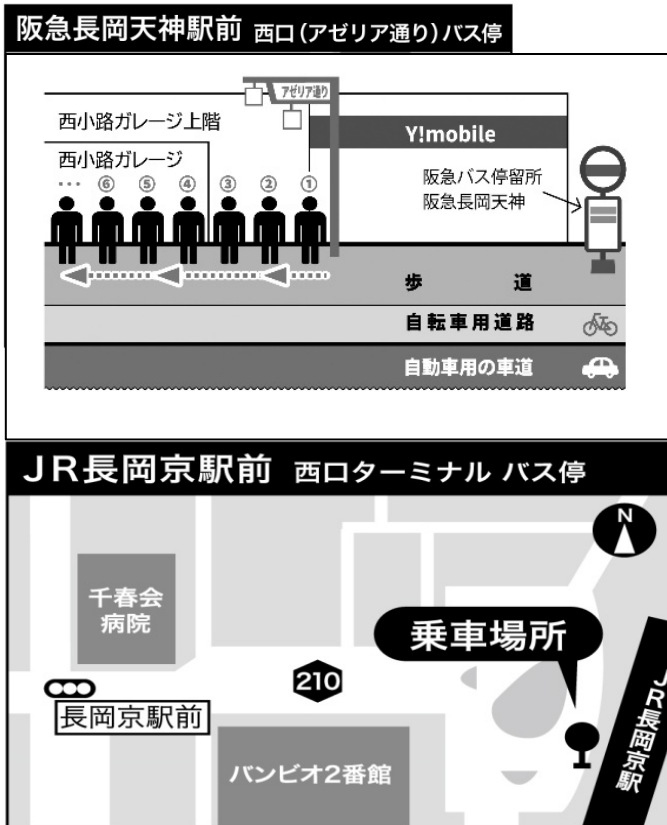 阪急長岡天神駅前 西口(アゼリア通り)バス停
アゼリア通り
西小路ガレージ上階
西小路ガレージ
Y!mobile
阪急バス停留所
阪急長岡天神
… ⑥ ⑤ ④ ③ ② ①
歩道
自転車用道路
自動車用の車道
JR長岡京駅前 西口ターミナル バス停
N
千春会
病院
乗車場所
210
長岡京駅前
JR長岡京駅
バンビオ2番館